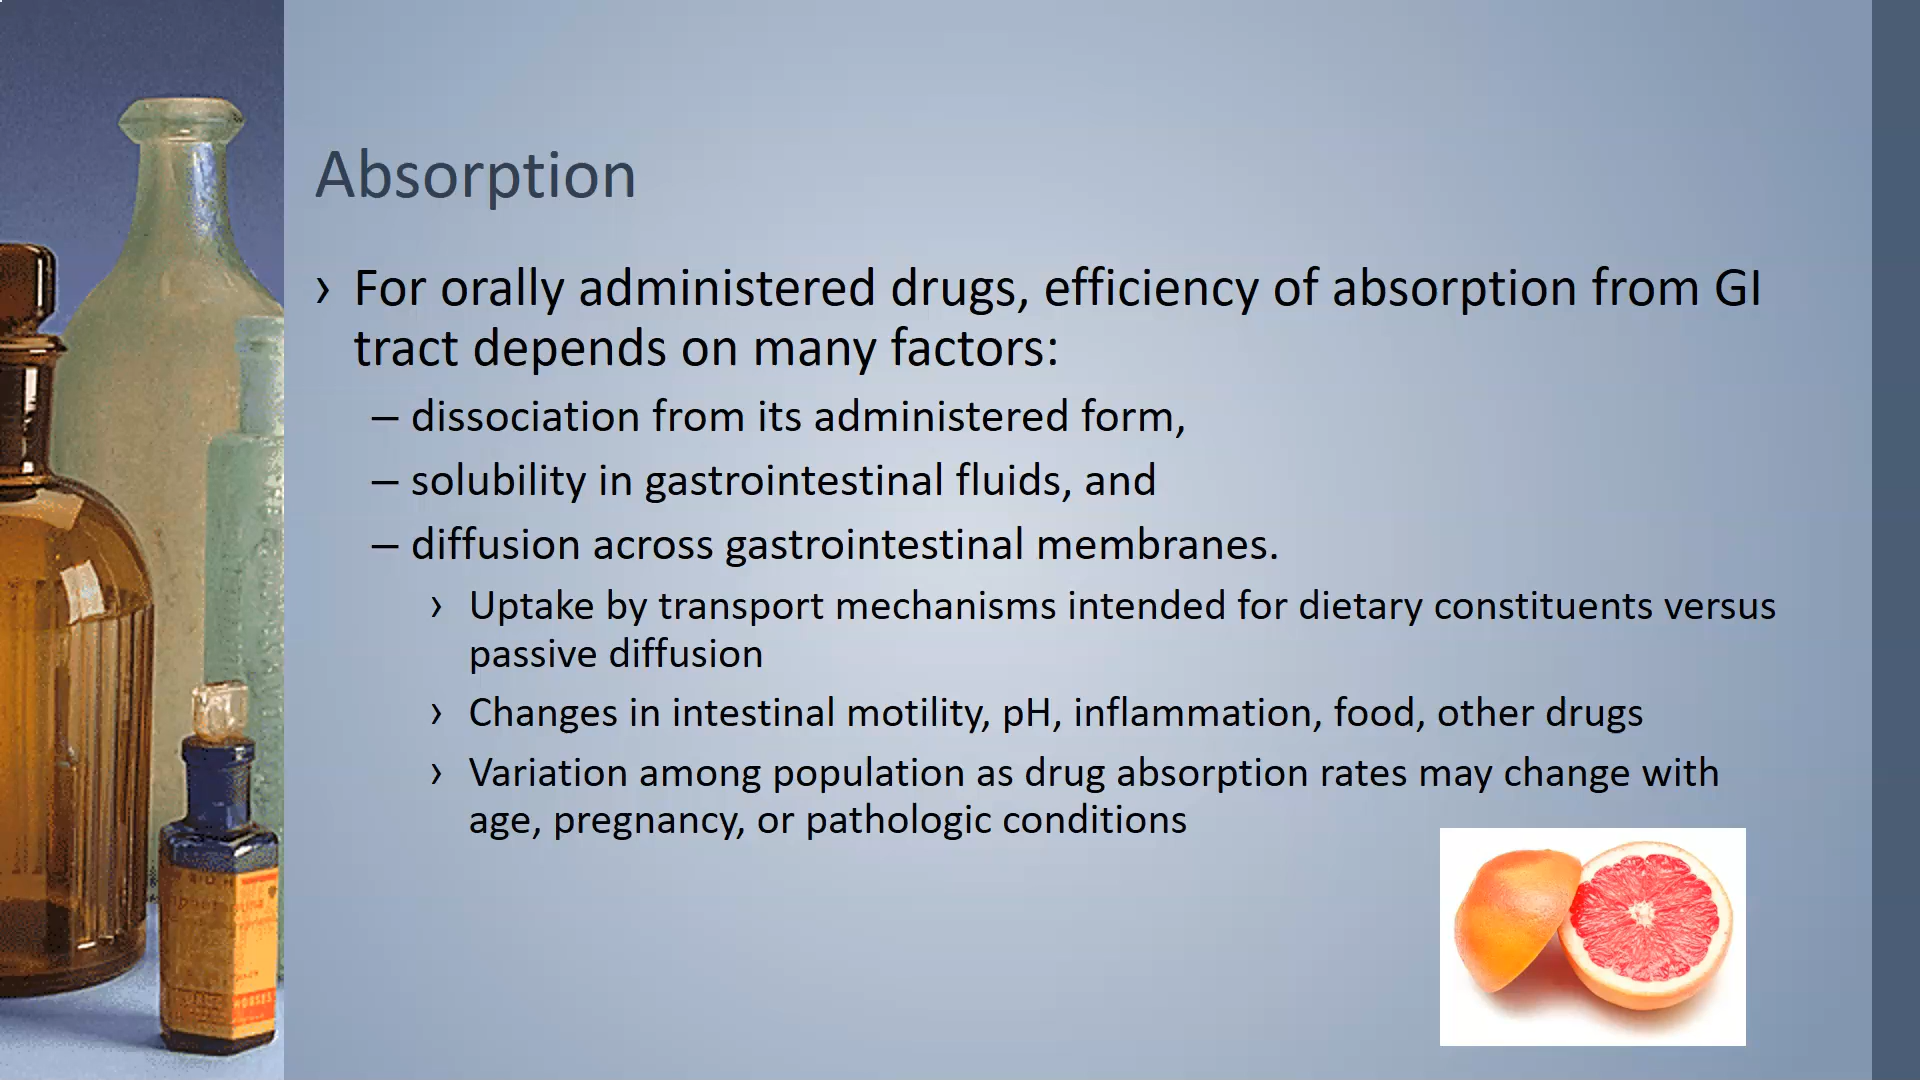 Absorption
› For orally administered drugs, efficiency of absorption from GI
tract depends on many factors:
– dissociation from its administered form,
– solubility in gastrointestinal fluids, and
– diffusion across gastrointestinal membranes.
› Uptake by transport mechanisms intended for dietary constituents versus
passive diffusion
› Changes in intestinal motility, pH, inflammation, food, other drugs
› Variation among population as drug absorption rates may change with
age, pregnancy, or pathologic conditions